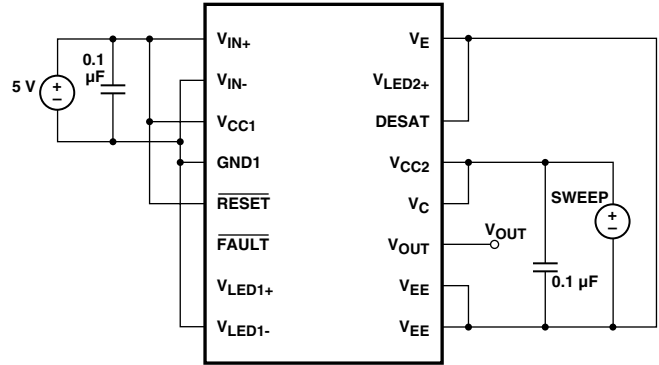 V_IN+
V_E
0.1
µF
5 V
V_IN-
V_LED2+
V_CC1
DESAT
GND1
V_CC2
RESET
V_C
SWEEP
FAULT
V_OUT
V_OUT
V_LED1+
V_EE
0.1 µF
V_LED1-
V_EE